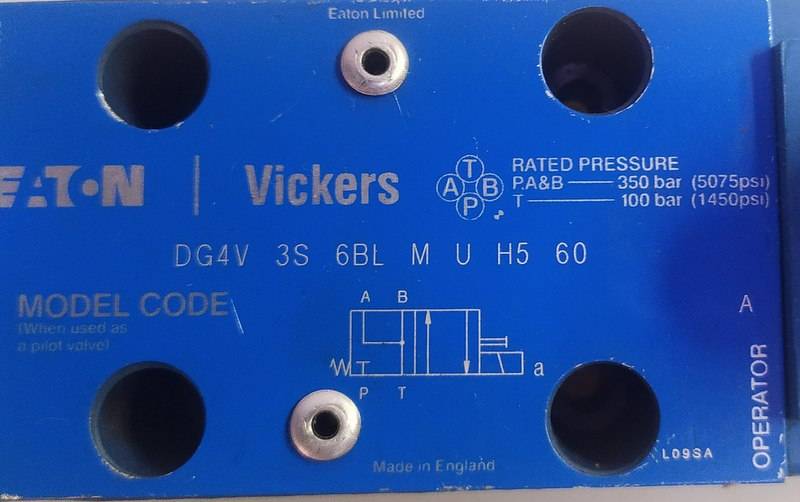 Eaton Limited
EATON | Vickers
T
A B
P
RATED PRESSURE
P.A&B — 350 bar (5075psi)
T — 100 bar (1450psi)
DG4V 3S 6BL M U H5 60
MODEL CODE
(When used as
a pilot valve)
A B
a
P T
A
OPERATOR
L09SA
Made in England